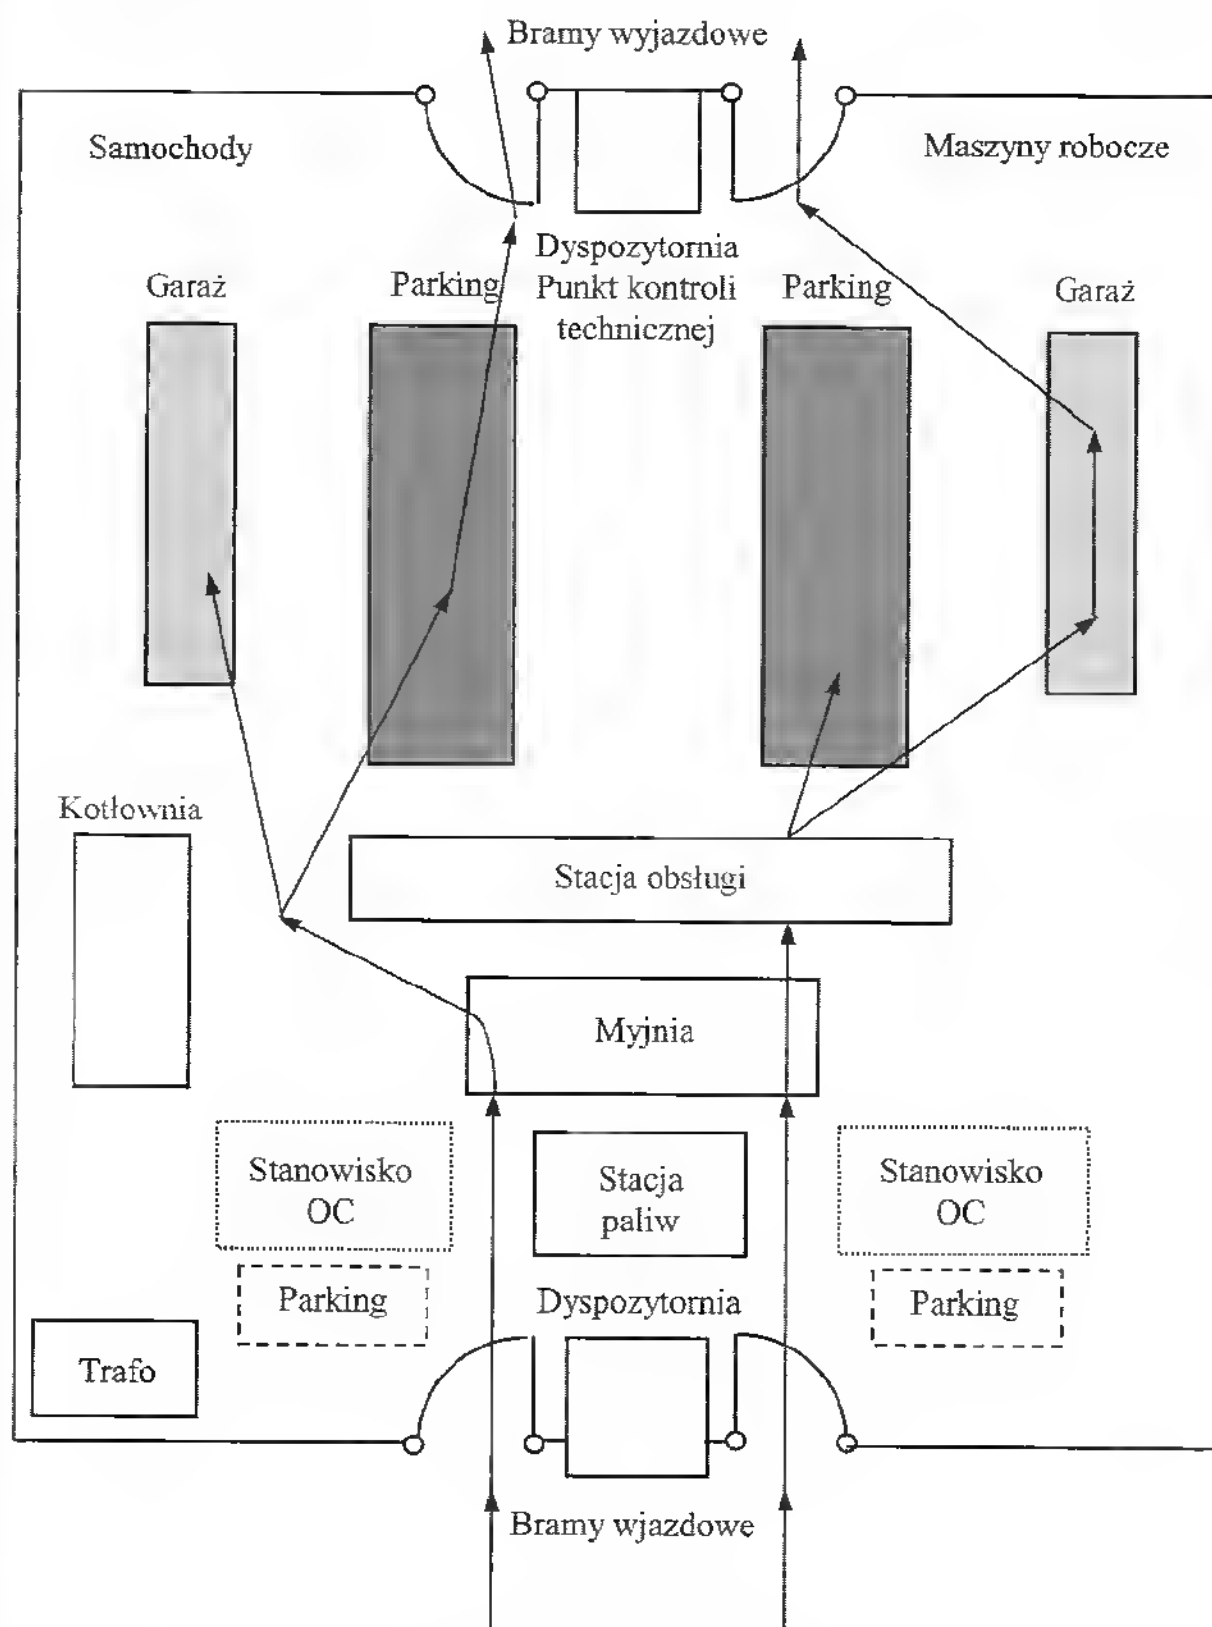 Bramy wyjazdowe
Samochody
Maszyny robocze
Dyspozytornia
Punkt kontroli
technicznej
Garaż
Parking
Parking
Garaż
Kotłownia
Stacja obsługi
Myjnia
Stanowisko
OC
Stacja
paliw
Stanowisko
OC
Parking
Dyspozytornia
Parking
Trafo
Bramy wjazdowe